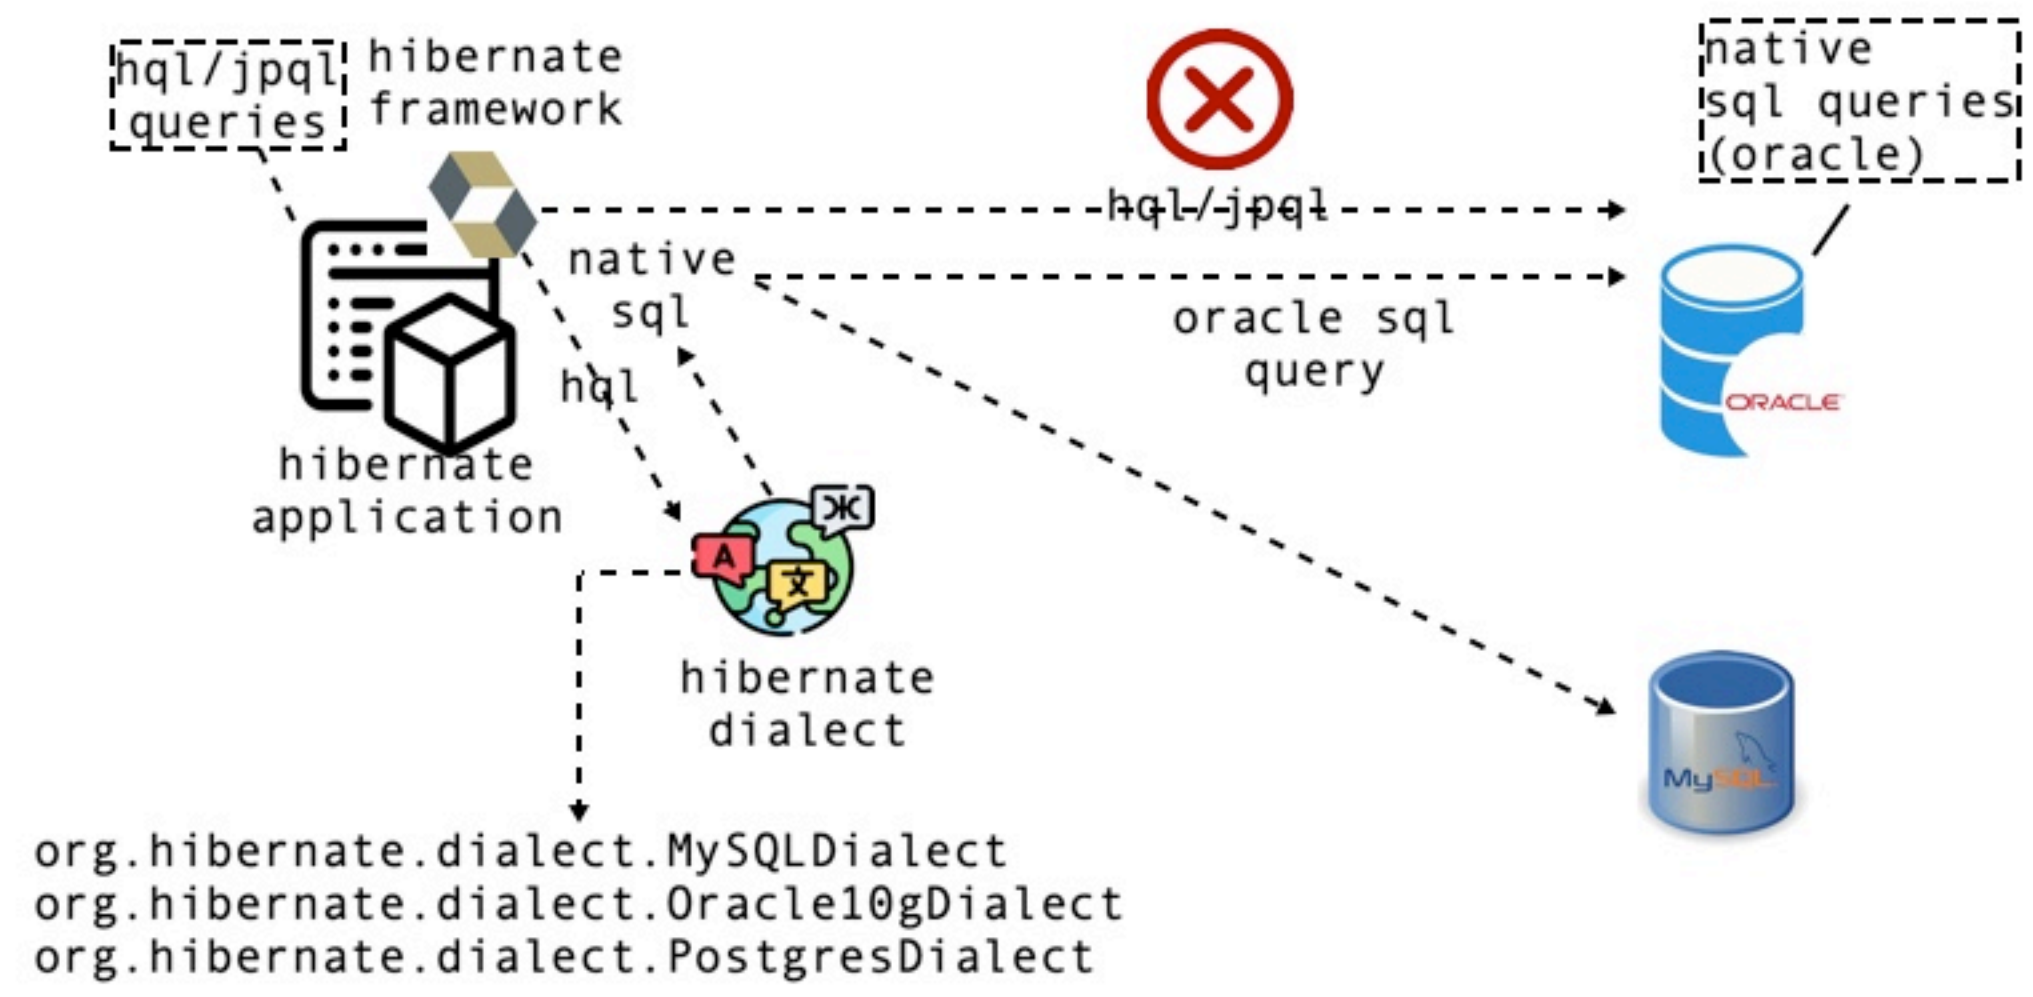 hql/jpql
queries
hibernate
framework
native
sql queries
(oracle)
hql/jpql
native
sql
oracle sql
query
ORACLE
hql
hibernate
application
A
Ж
文
hibernate
dialect
MySQL
org.hibernate.dialect.MySQLDialect
org.hibernate.dialect.Oracle10gDialect
org.hibernate.dialect.PostgresDialect